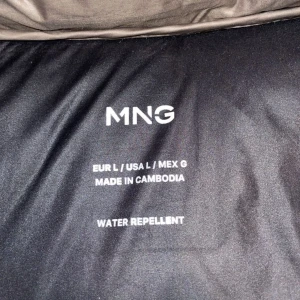 MNG
EUR L / USA L / MEX G
MADE IN CAMBODIA
WATER REPELLENT